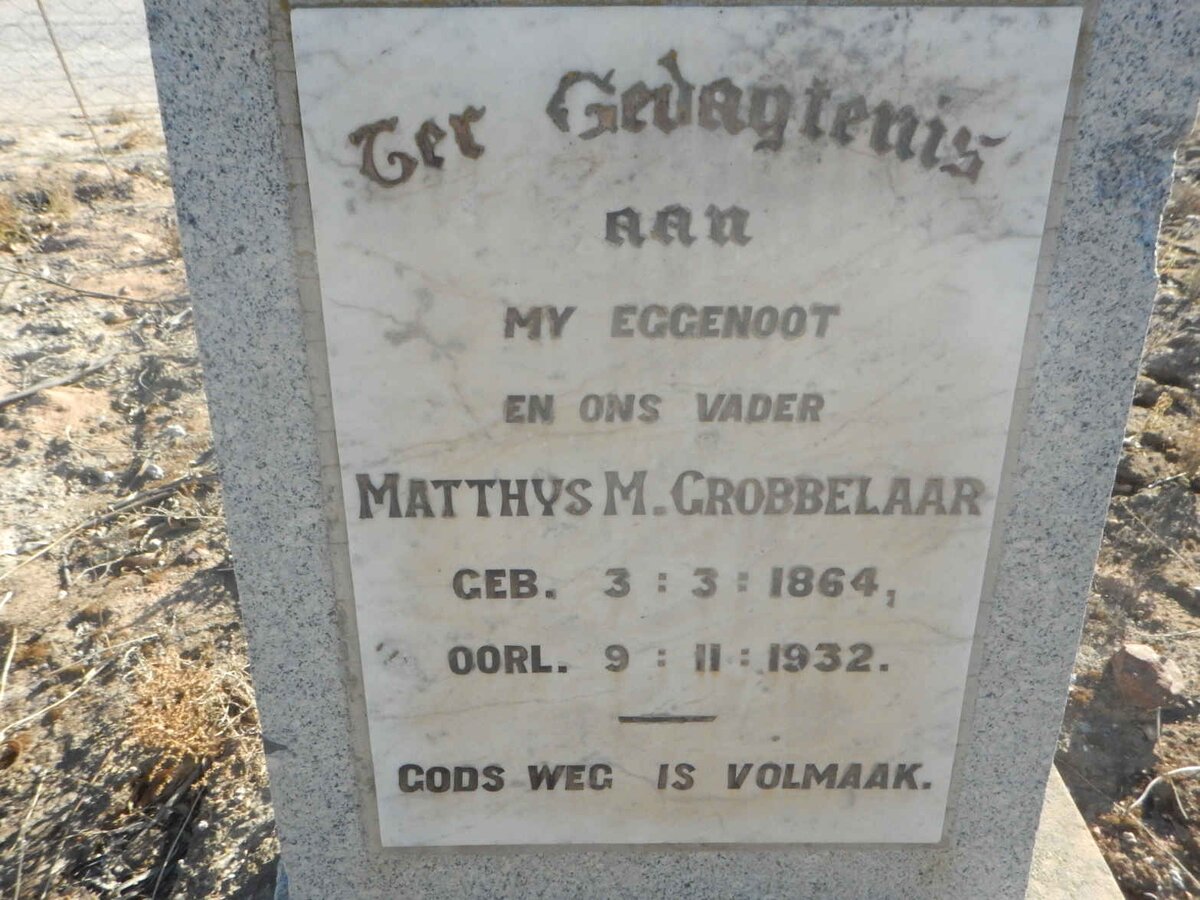 Ter Gedagtenis
aan
MY EGGENOOT
EN ONS VADER
MATTHYS M. GROBBELAAR
GEB. 3 : 3 : 1864,
OORL. 9 : 11 : 1932.
GODS WEG IS VOLMAAK.